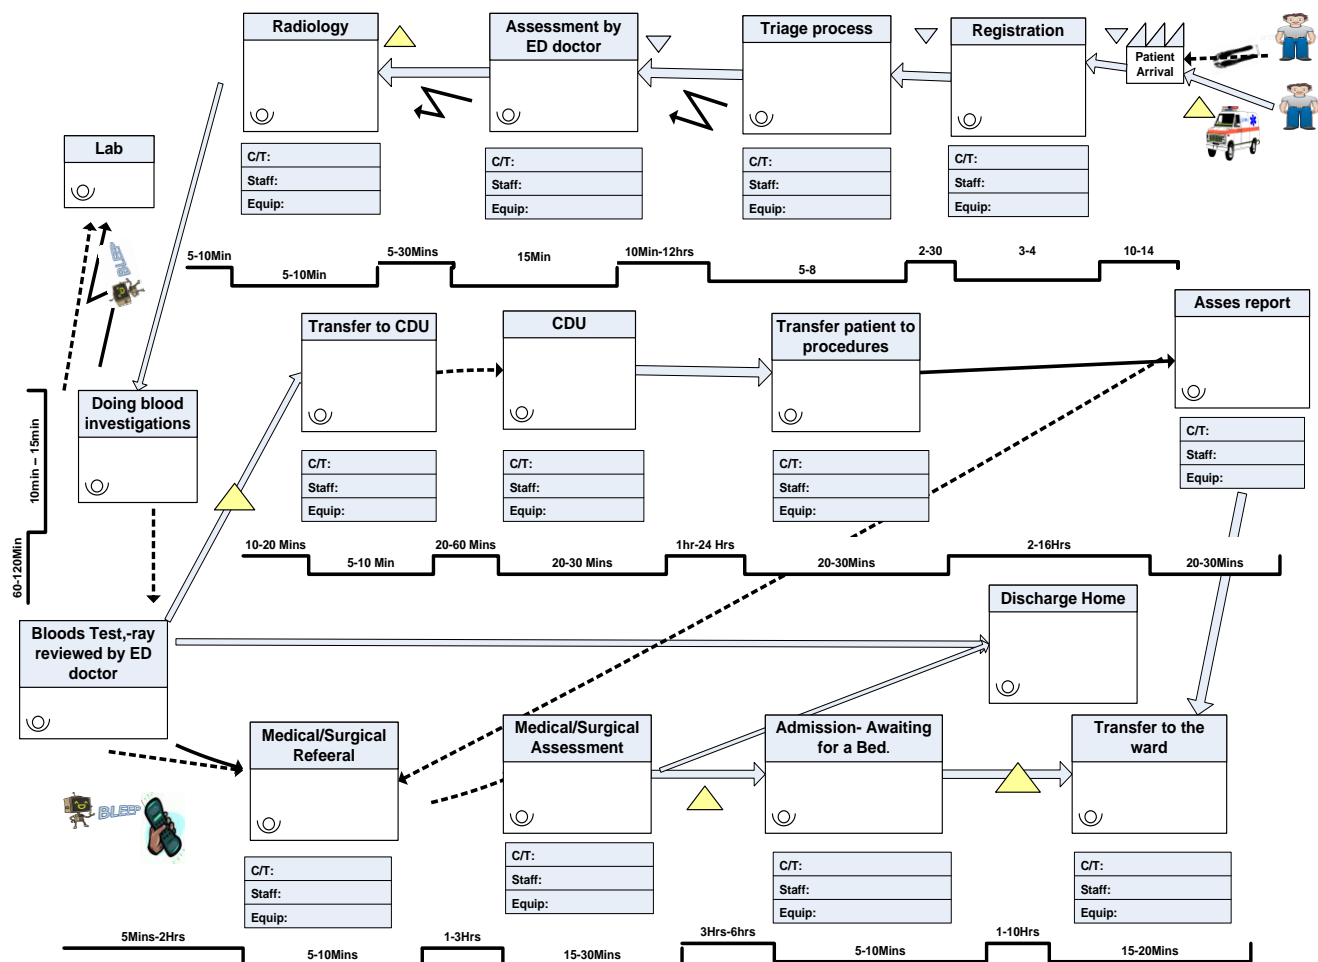 Radiology
Assessment by
ED doctor
Triage process
Registration
Patient
Arrival
C/T:
Staff:
Equip:
C/T:
Staff:
Equip:
C/T:
Staff:
Equip:
C/T:
Staff:
Equip:
Lab
BLEEP
5-10Min
5-10Min
5-30Mins
15Min
10Min-12hrs
5-8
2-30
3-4
10-14
Transfer to CDU
CDU
Transfer patient to
procedures
Asses report
C/T:
Staff:
Equip:
C/T:
Staff:
Equip:
C/T:
Staff:
Equip:
C/T:
Staff:
Equip:
Doing blood
investigations
10min – 15min
60-120Min
10-20 Mins
5-10 Min
20-60 Mins
20-30 Mins
1hr-24 Hrs
20-30Mins
2-16Hrs
20-30Mins
Bloods Test,-ray
reviewed by ED
doctor
Discharge Home
Medical/Surgical
Refeeral
Medical/Surgical
Assessment
Admission- Awaiting
for a Bed.
Transfer to the
ward
BLEEP
C/T:
Staff:
Equip:
C/T:
Staff:
Equip:
C/T:
Staff:
Equip:
C/T:
Staff:
Equip:
5Mins-2Hrs
5-10Mins
1-3Hrs
15-30Mins
3Hrs-6hrs
5-10Mins
1-10Hrs
15-20Mins